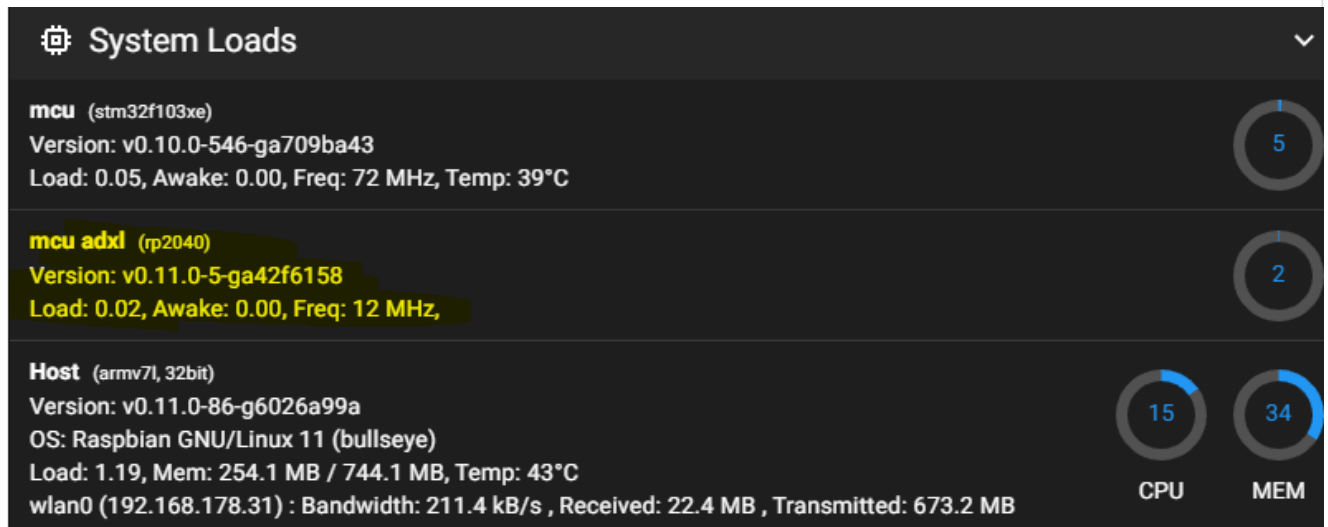 System Loads
mcu (stm32f103xe)
Version: v0.10.0-546-ga709ba43
Load: 0.05, Awake: 0.00, Freq: 72 MHz, Temp: 39°C
5
mcu adxl (rp2040)
Version: v0.11.0-5-ga42f6158
Load: 0.02, Awake: 0.00, Freq: 12 MHz,
2
Host (armv7l, 32bit)
Version: v0.11.0-86-g6026a99a
OS: Raspbian GNU/Linux 11 (bullseye)
Load: 1.19, Mem: 254.1 MB / 744.1 MB, Temp: 43°C
wlan0 (192.168.178.31) : Bandwidth: 211.4 kB/s , Received: 22.4 MB , Transmitted: 673.2 MB
15
CPU
34
MEM